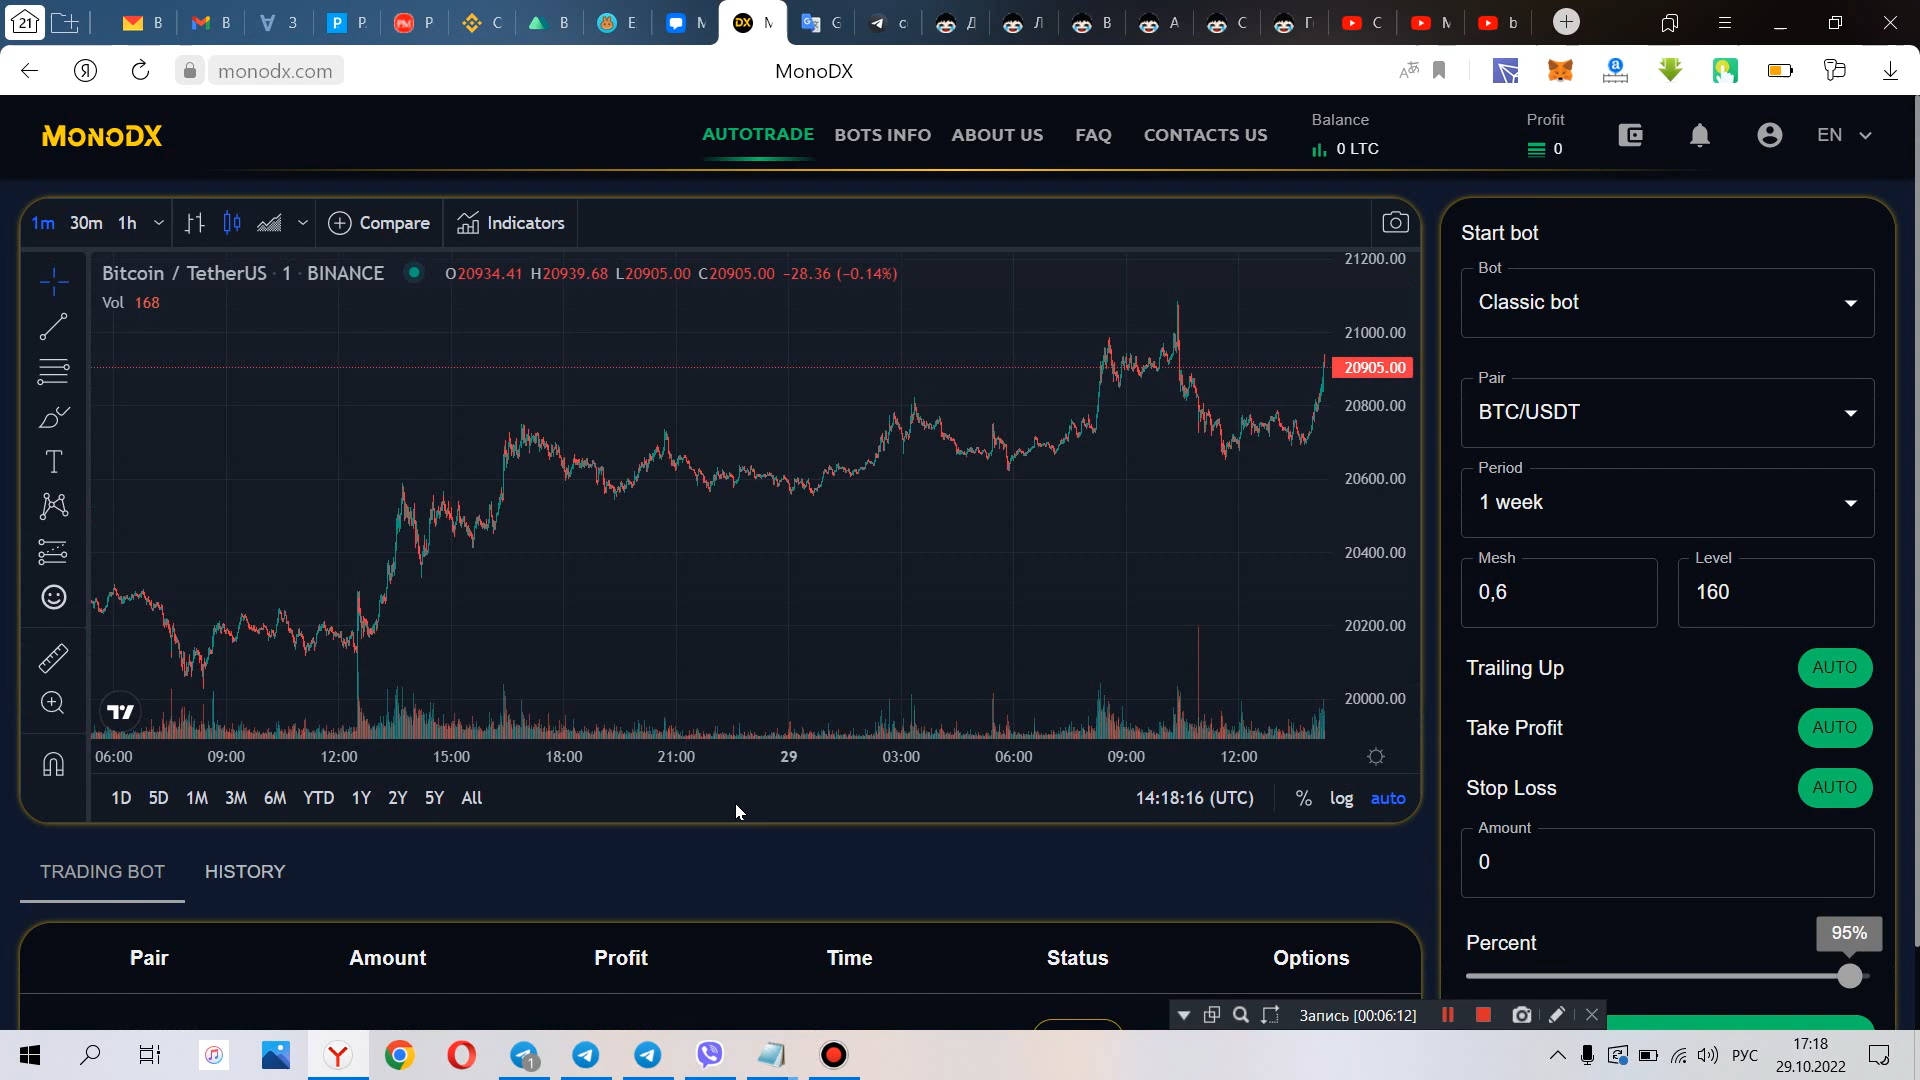 21 B B 3 P. P C B E M M G c Д Л B A C Г C M b
monodx.com
MonoDX
MONODX
AUTOTRADE BOTS INFO ABOUT US FAQ CONTACTS US
Balance
0 LTC
Profit
0
EN
1m 30m 1h Compare Indicators
Bitcoin / TetherUS · 1 · BINANCE O20934.41 H20939.68 L20905.00 C20905.00 -28.36 (-0.14%)
Vol 168
21200.00
21000.00
20905.00
20800.00
20600.00
20400.00
20200.00
20000.00
06:00 09:00 12:00 15:00 18:00 21:00 29 03:00 06:00 09:00 12:00
1D 5D 1M 3M 6M YTD 1Y 2Y 5Y All
14:18:16 (UTC) % log auto
Start bot
Bot
Classic bot
Pair
BTC/USDT
Period
1 week
Mesh
0,6
Level
160
Trailing Up AUTO
Take Profit AUTO
Stop Loss AUTO
Amount
0
Percent
95%
TRADING BOT HISTORY
Pair Amount Profit Time Status Options
Запись [00:06:12]
1
РУС
17:18
29.10.2022